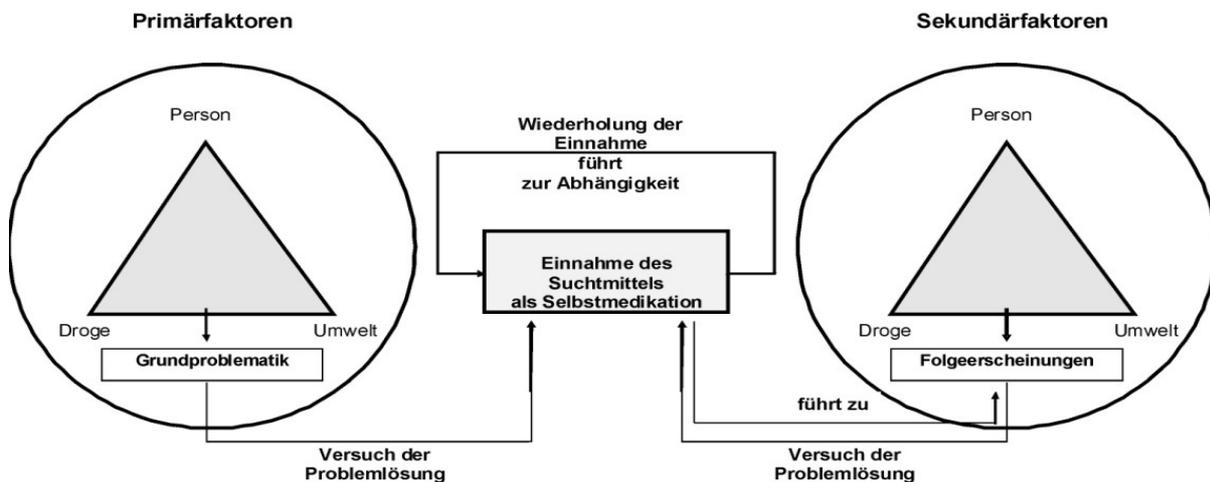 Primärfaktoren
Sekundärfaktoren
Person
Droge
Umwelt
Grundproblematik
Wiederholung der
Einnahme
führt
zur Abhängigkeit
Einnahme des
Suchtmittels
als Selbstmedikation
Person
Droge
Umwelt
Folgeerscheinungen
führt zu
Versuch der
Problemlösung
Versuch der
Problemlösung